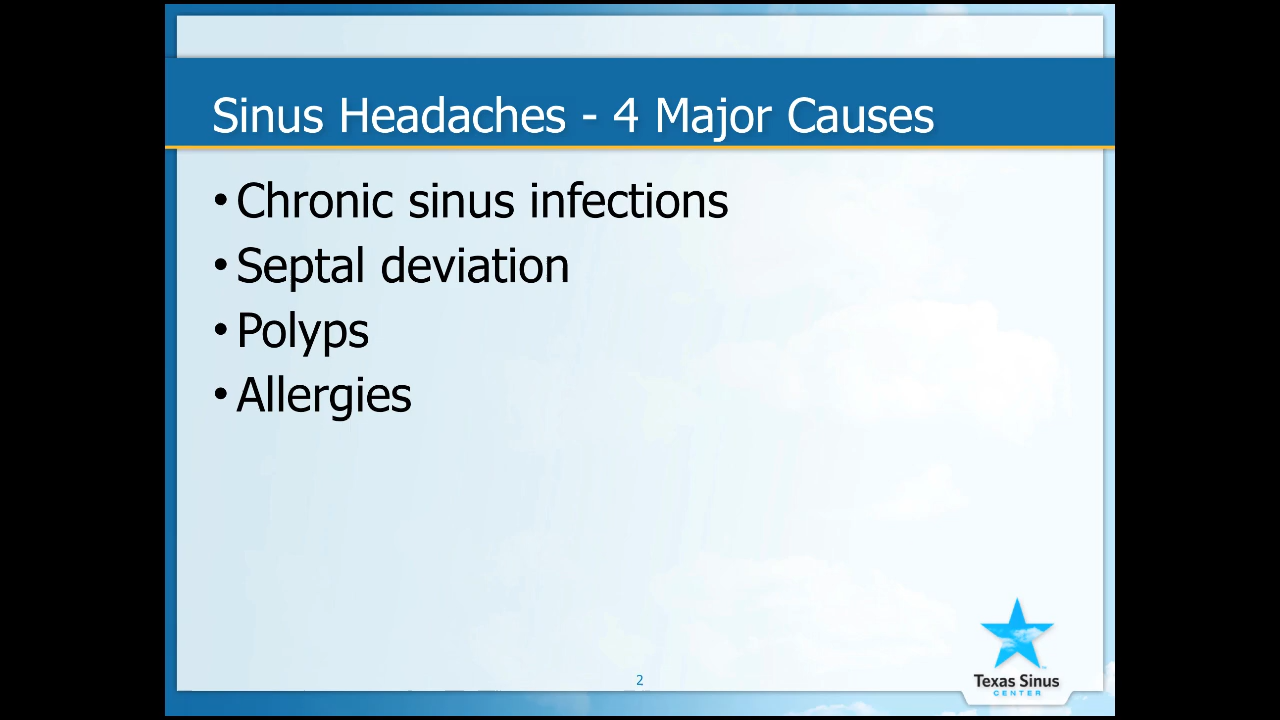 Sinus Headaches - 4 Major Causes
• Chronic sinus infections
• Septal deviation
• Polyps
• Allergies
2
Texas Sinus
CENTER